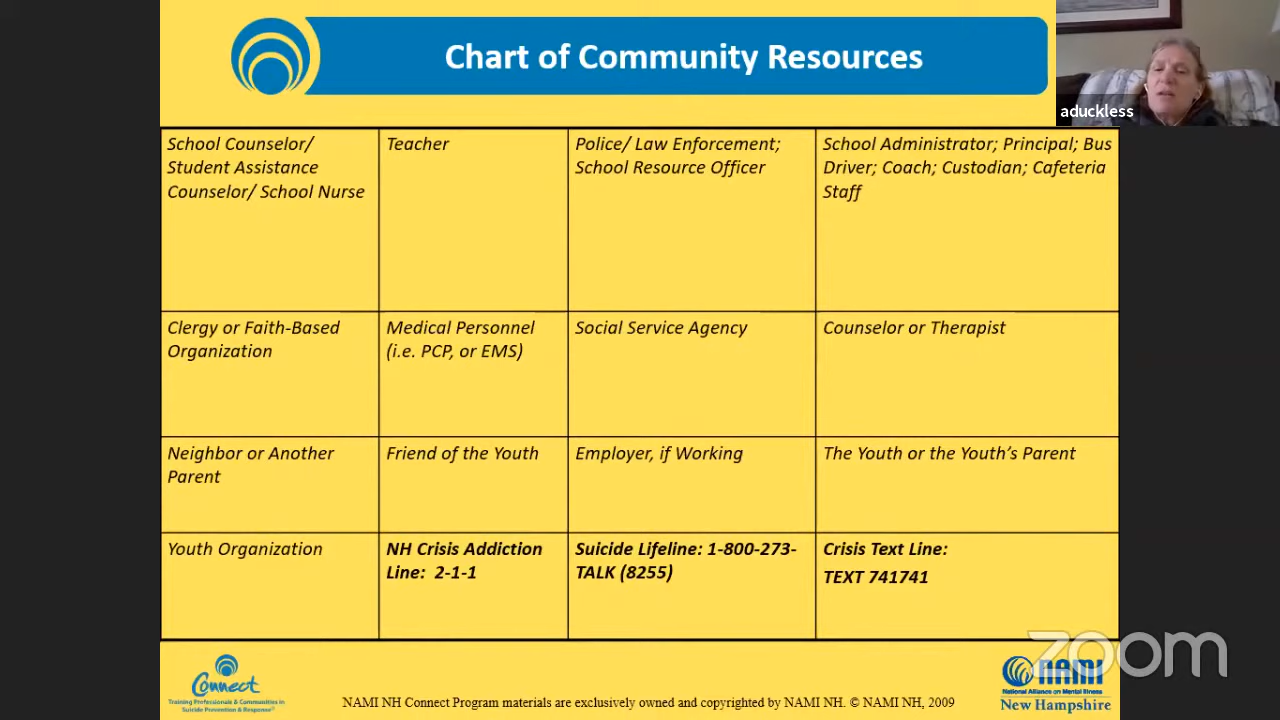 Chart of Community Resources
aduckless
School Counselor/
Student Assistance
Counselor/ School Nurse
Teacher
Police/ Law Enforcement;
School Resource Officer
School Administrator; Principal; Bus
Driver; Coach; Custodian; Cafeteria
Staff
Clergy or Faith-Based
Organization
Medical Personnel
(i.e. PCP, or EMS)
Social Service Agency
Counselor or Therapist
Neighbor or Another
Parent
Friend of the Youth
Employer, if Working
The Youth or the Youth's Parent
Youth Organization
NH Crisis Addiction
Line: 2-1-1
Suicide Lifeline: 1-800-273-
TALK (8255)
Crisis Text Line:
TEXT 741741
Connect
Training Professionals & Communities in
Suicide Prevention & Response®
NAMI NH Connect Program materials are exclusively owned and copyrighted by NAMI NH. © NAMI NH, 2009
NAMI
National Alliance on Mental Illness
New Hampshire
zoom